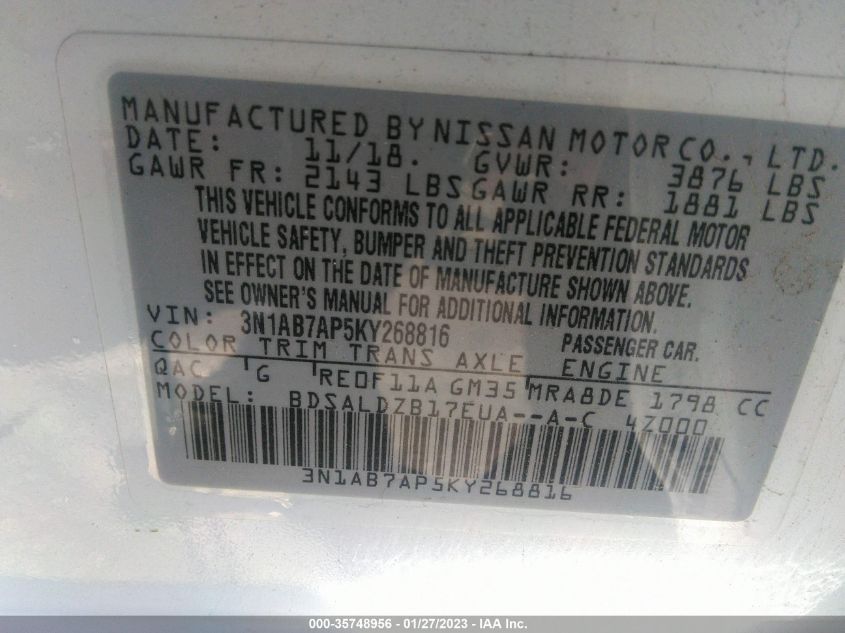 MANUFACTURED BY NISSAN MOTOR CO., LTD.
DATE: 11/18. GVWR: 3876 LBS
GAWR FR: 2143 LBS GAWR RR: 1881 LBS
THIS VEHICLE CONFORMS TO ALL APPLICABLE FEDERAL MOTOR
VEHICLE SAFETY, BUMPER AND THEFT PREVENTION STANDARDS
IN EFFECT ON THE DATE OF MANUFACTURE SHOWN ABOVE.
SEE OWNER'S MANUAL FOR ADDITIONAL INFORMATION.
VIN: 3N1AB7AP5KY268816 PASSENGER CAR.
COLOR TRIM TRANS AXLE ENGINE
QAC G RE0F11A GM35 MRA8DE 1798 CC
MODEL: BDSALDZB17EUA--A-C 4Z000
3N1AB7AP5KY268816
000-35748956 - 01/27/2023 - IAA Inc.